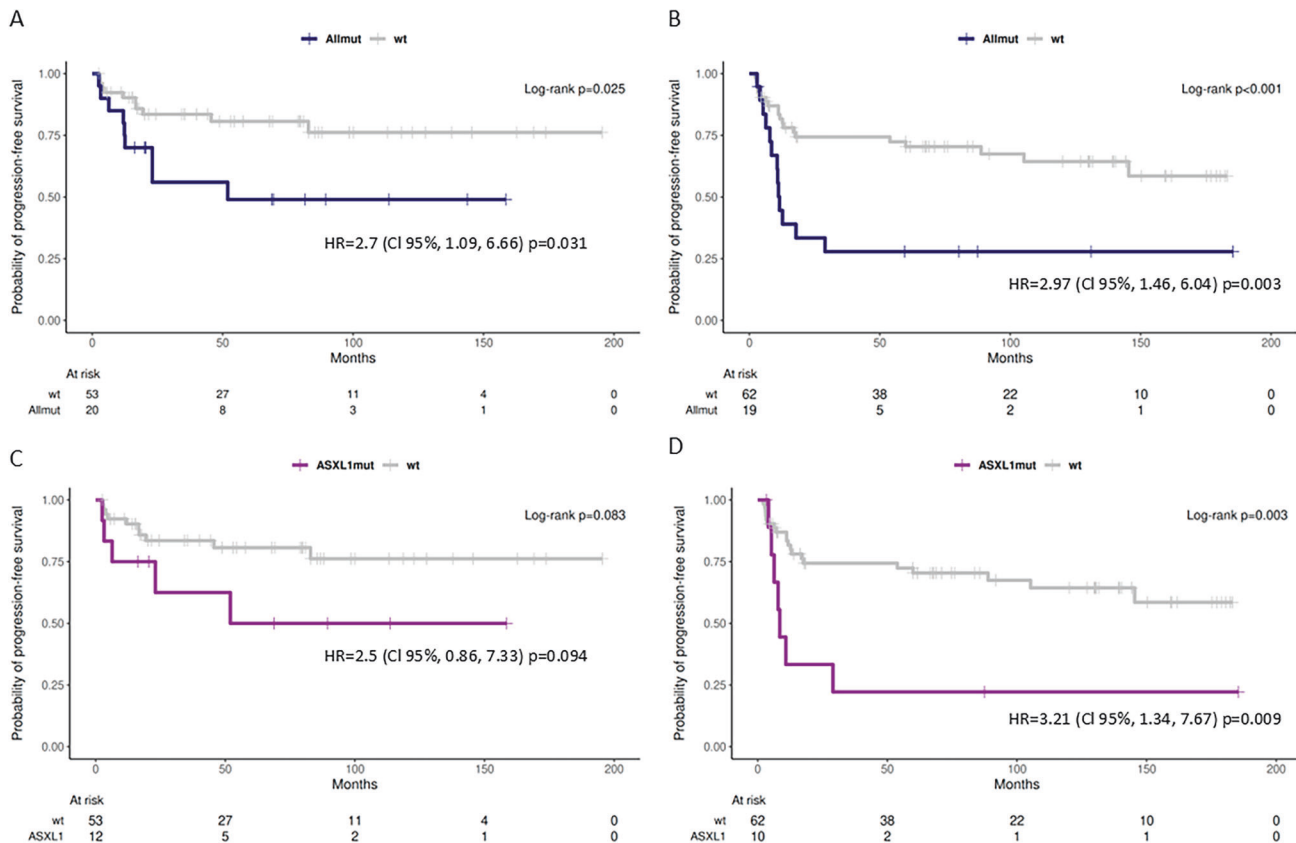 A
Allmut wt
Log-rank p=0.025
Probability of progression-free survival
1.00
0.75
0.50
0.25
0.00
HR=2.7 (CI 95%, 1.09, 6.66) p=0.031
0 50 100 150 200
Months
At risk
wt 53 27 11 4 0
Allmut 20 8 3 1 0
B
Allmut wt
Log-rank p<0.001
Probability of progression-free survival
1.00
0.75
0.50
0.25
0.00
HR=2.97 (CI 95%, 1.46, 6.04) p=0.003
0 50 100 150 200
Months
At risk
wt 62 38 22 10 0
Allmut 19 5 2 1 0
C
ASXL1mut wt
Log-rank p=0.083
Probability of progression-free survival
1.00
0.75
0.50
0.25
0.00
HR=2.5 (CI 95%, 0.86, 7.33) p=0.094
0 50 100 150 200
Months
At risk
wt 53 27 11 4 0
ASXL1 12 5 2 1 0
D
ASXL1mut wt
Log-rank p=0.003
Probability of progression-free survival
1.00
0.75
0.50
0.25
0.00
HR=3.21 (CI 95%, 1.34, 7.67) p=0.009
0 50 100 150 200
Months
At risk
wt 62 38 22 10 0
ASXL1 10 2 1 1 0